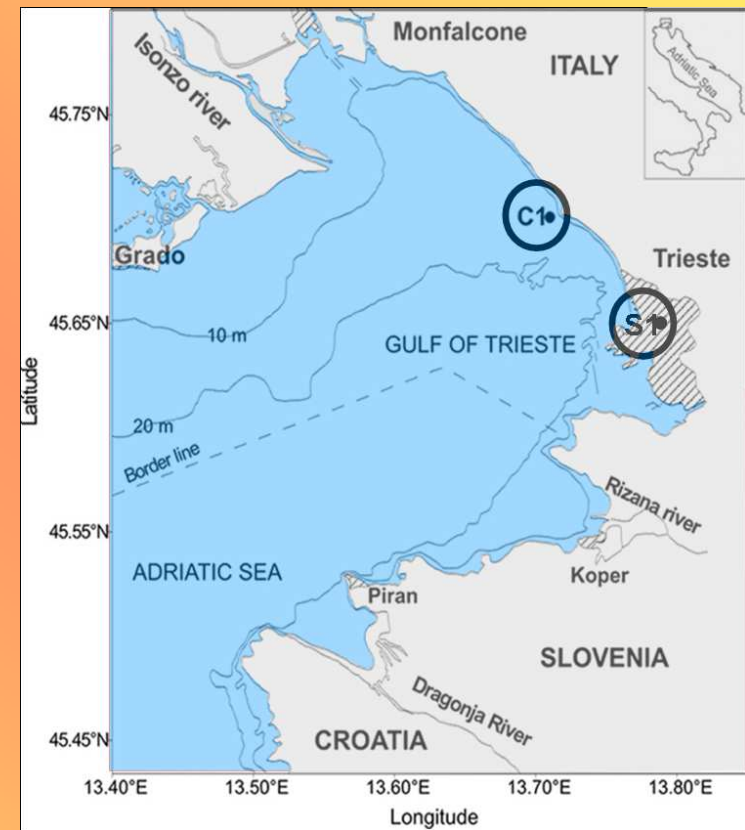 Monfalcone
ITALY
Adriatic Sea
Isonzo river
45.75°N
C1
Grado
Trieste
45.65°N
S1
10 m
GULF OF TRIESTE
Latitude
20 m
Border line
Rizana river
45.55°N
ADRIATIC SEA
Koper
Piran
SLOVENIA
Dragonja River
45.45°N
CROATIA
13.40°E 13.50°E 13.60°E 13.70°E 13.80°E
Longitude